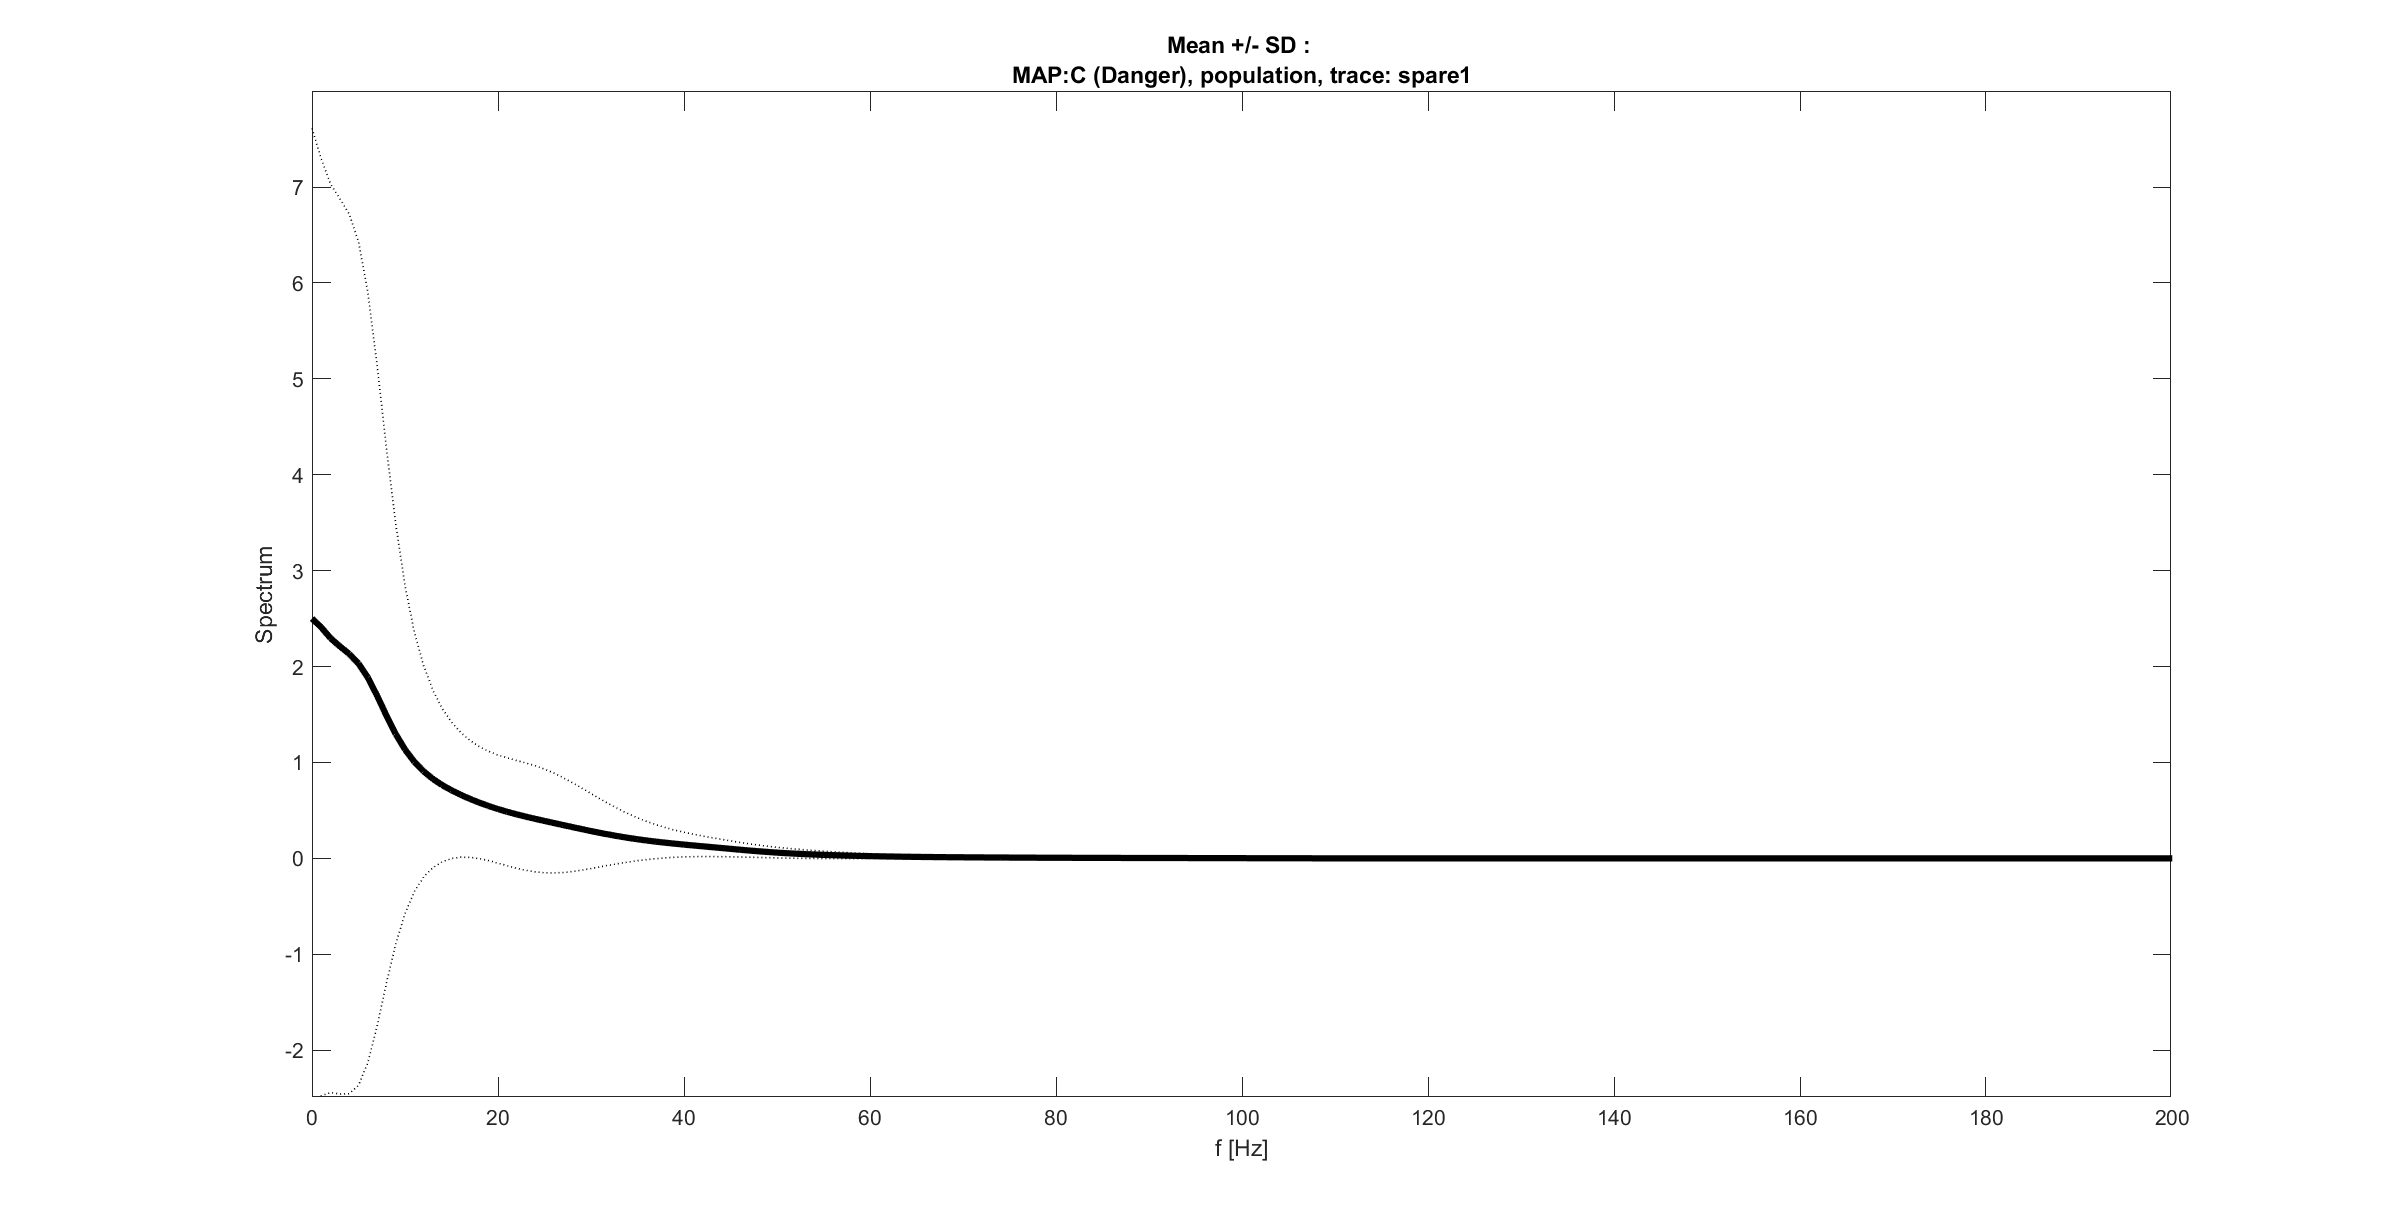 Mean +/- SD :
MAP:C (Danger), population, trace: spare1
7
6
5
4
3
2
1
0
-1
-2
Spectrum
0 20 40 60 80 100 120 140 160 180 200
f [Hz]